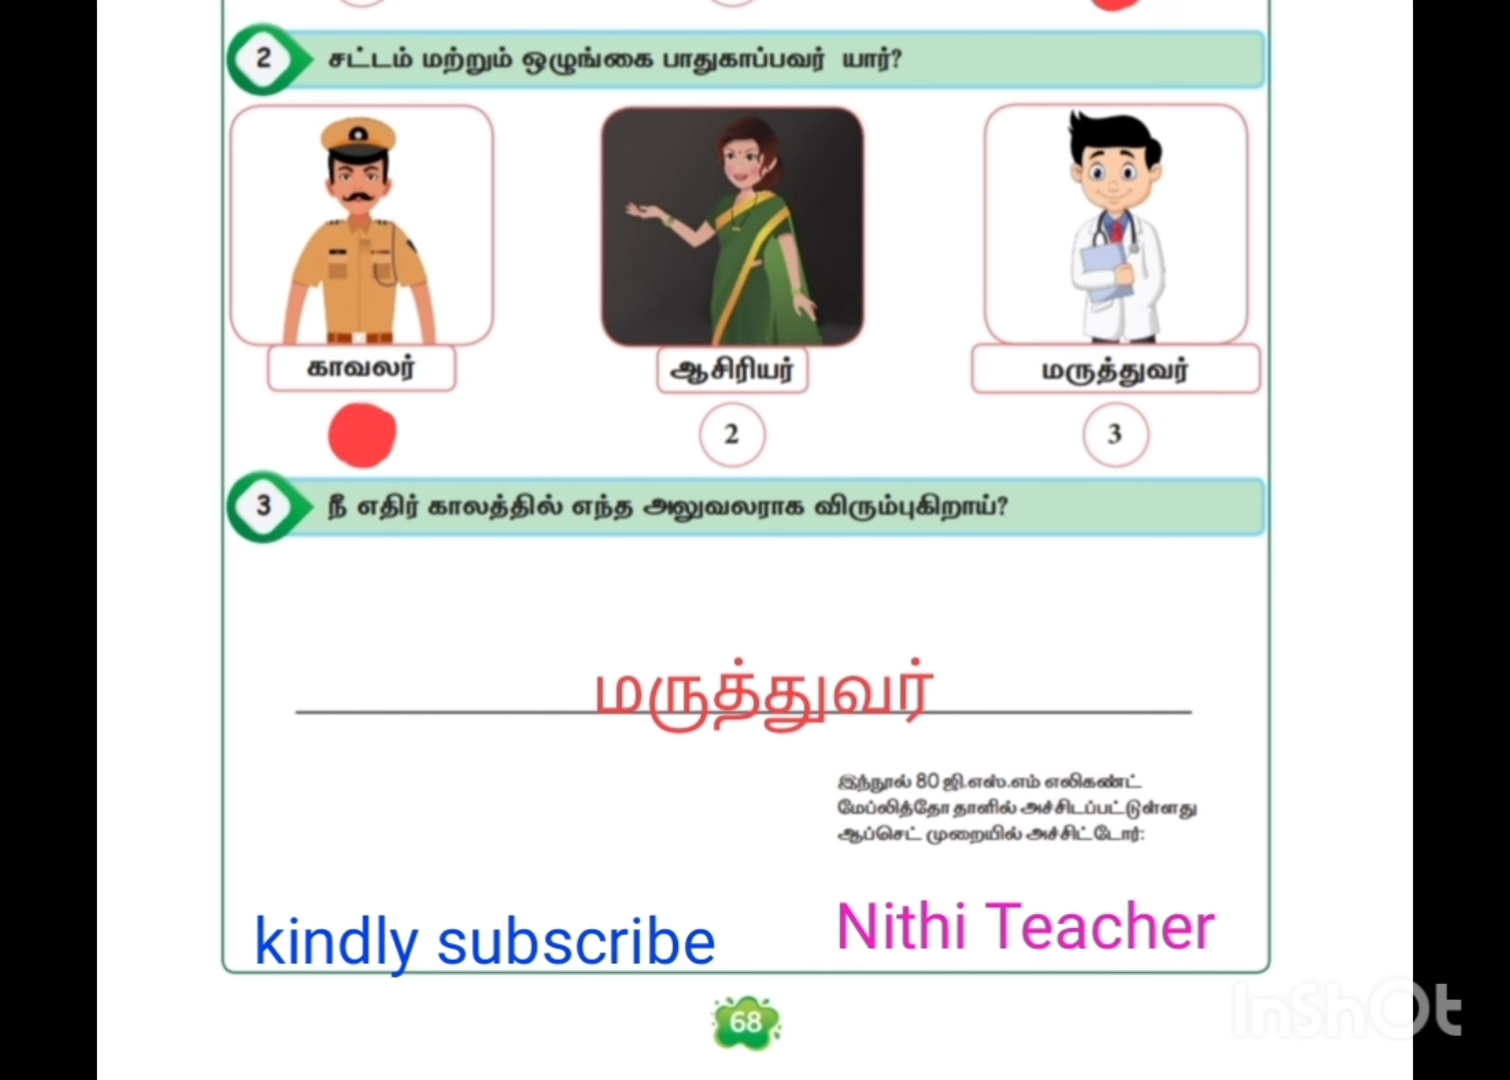 2 சட்டம் மற்றும் ஒழுங்கை பாதுகாப்பவர் யார்?
காவலர்
ஆசிரியர்
மருத்துவர்
2
3
3 நீ எதிர் காலத்தில் எந்த அலுவலராக விரும்புகிறாய்?
மருத்துவர்
இந்நூல் 80 ஜி.எஸ்.எம் எலிகண்ட்
மேப்லித்தோ தாளில் அச்சிடப்பட்டுள்ளது
ஆப்செட் முறையில் அச்சிட்டோர்:
kindly subscribe
Nithi Teacher
68
InShOt